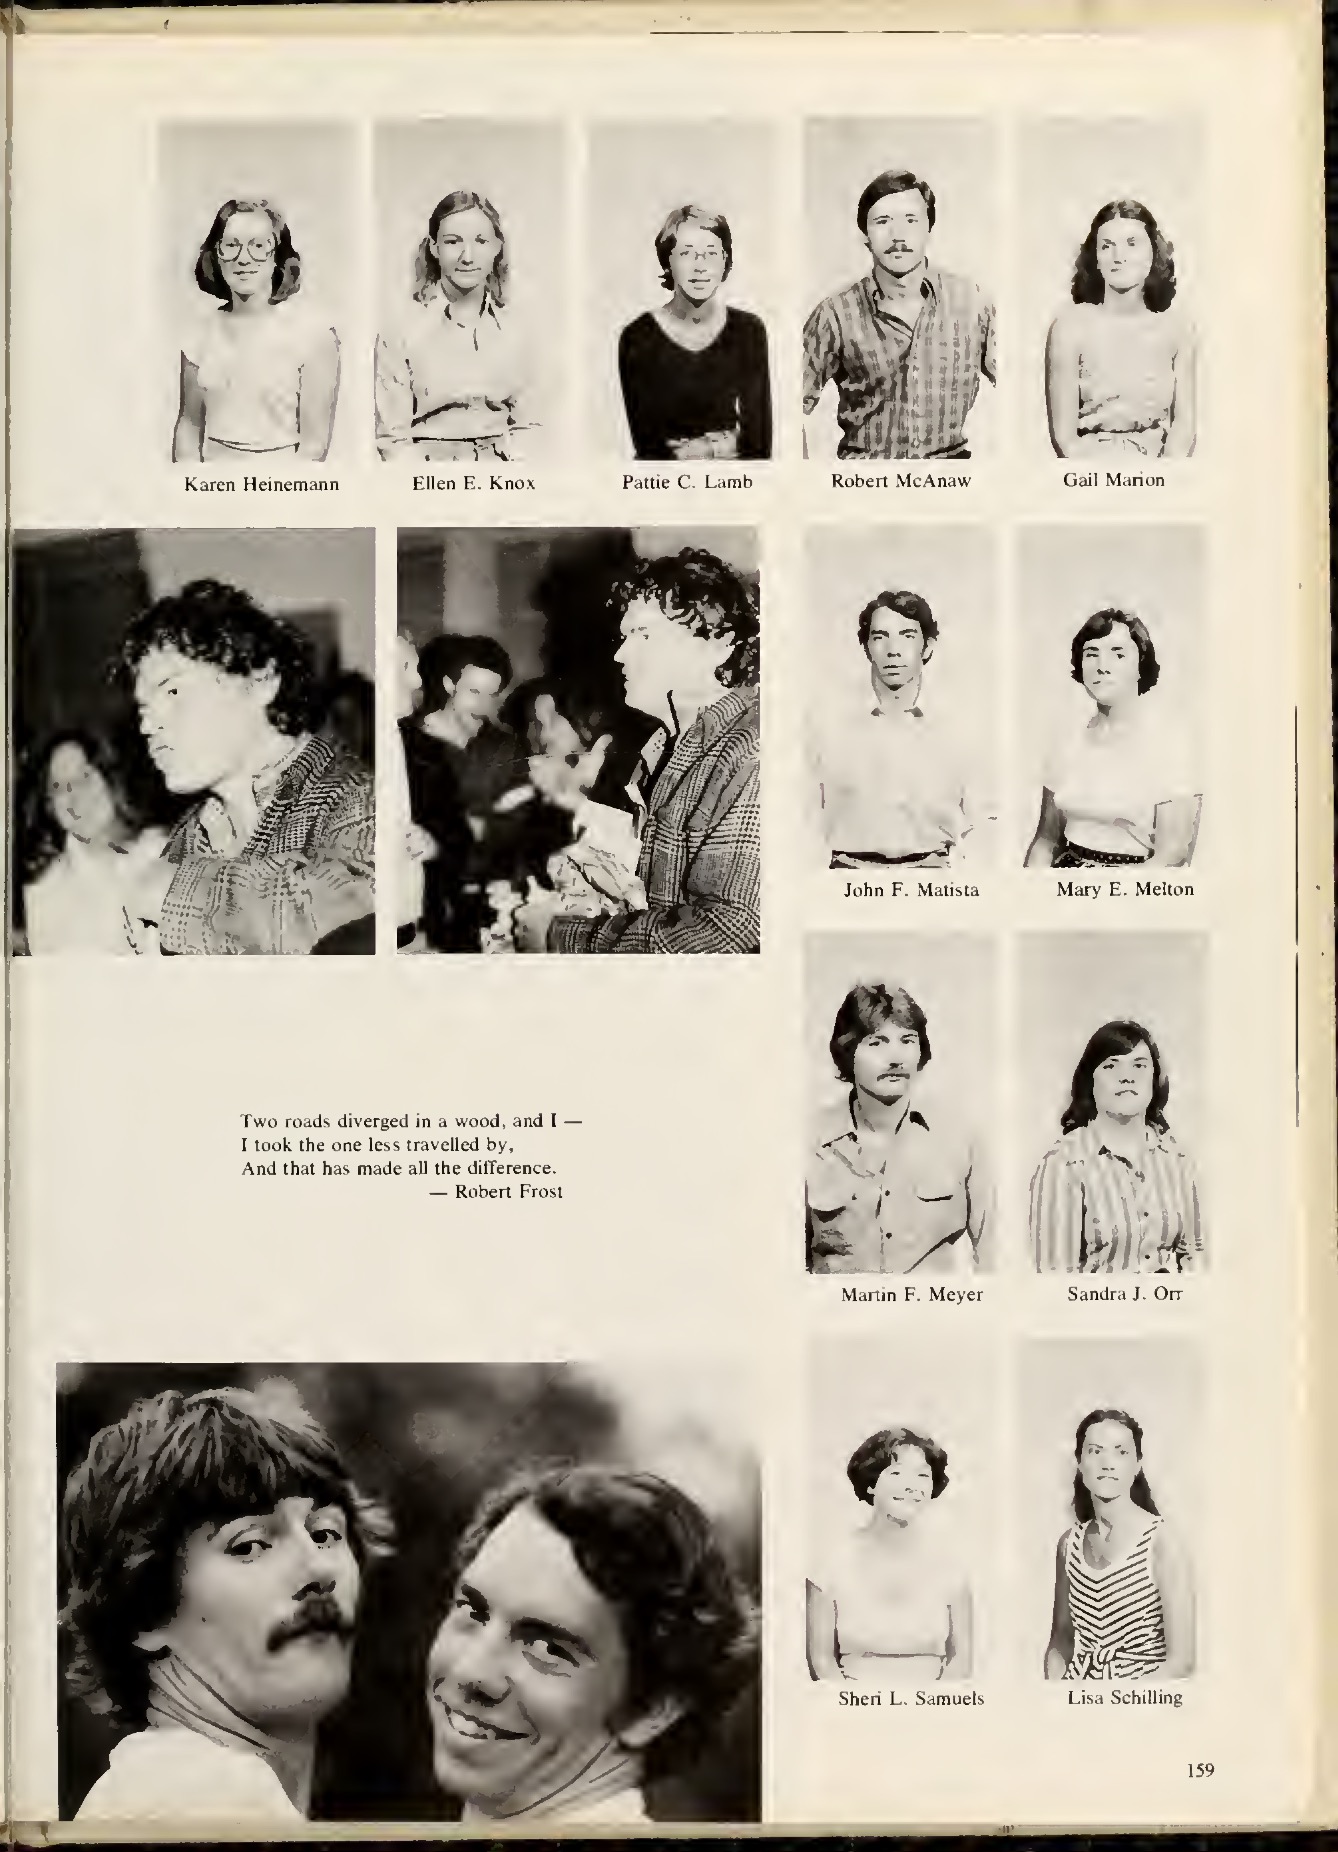 Karen Heinemann
Ellen E. Knox
Pattie C. Lamb
Robert McAnaw
Gail Marion
John F. Matista
Mary E. Melton
Two roads diverged in a wood, and I —
I took the one less travelled by,
And that has made all the difference.
— Robert Frost
Martin F. Meyer
Sandra J. Orr
Sheri L. Samuels
Lisa Schilling
159